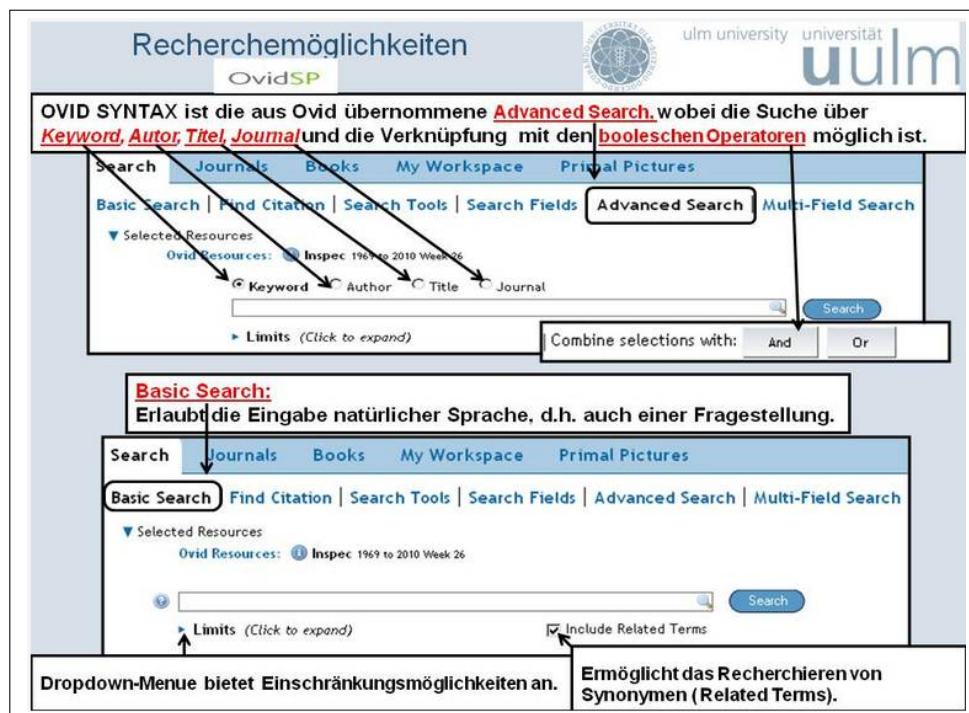 Recherchemöglichkeiten
OvidSP
ulm university universität
uulm
OVID SYNTAX ist die aus Ovid übernommene Advanced Search, wobei die Suche über
Keyword, Autor, Titel, Journal und die Verknüpfung mit den booleschen Operatoren möglich ist.
Search Journals Books My Workspace Primal Pictures
Basic Search | Find Citation | Search Tools | Search Fields | Advanced Search | Multi-Field Search
Selected Resources
Ovid Resources: Inspec 1969 to 2010 Week 26
Keyword Author Title Journal
Search
Limits (Click to expand)
Combine selections with: And Or
Basic Search:
Erlaubt die Eingabe natürlicher Sprache, d.h. auch einer Fragestellung.
Search Journals Books My Workspace Primal Pictures
Basic Search | Find Citation | Search Tools | Search Fields | Advanced Search | Multi-Field Search
Selected Resources
Ovid Resources: Inspec 1969 to 2010 Week 26
Search
Limits (Click to expand) Include Related Terms
Dropdown-Menue bietet Einschränkungsmöglichkeiten an.
Ermöglicht das Recherchieren von
Synonymen (Related Terms).